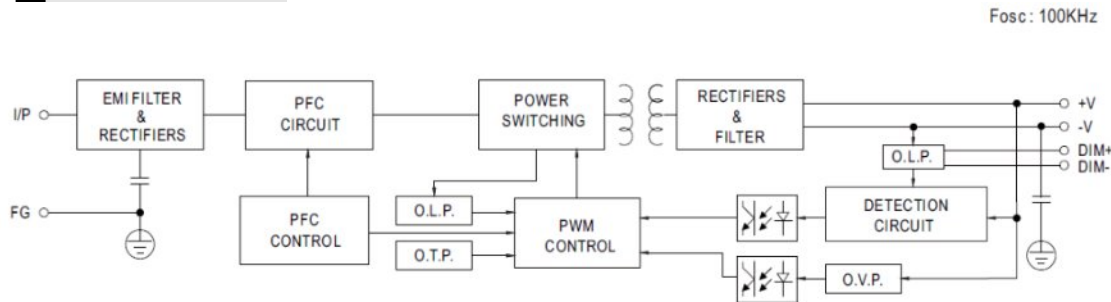 Fosc : 100KHz
I/P
EMI FILTER
&
RECTIFIERS
PFC
CIRCUIT
POWER
SWITCHING
RECTIFIERS
&
FILTER
+V
-V
DIM+
DIM-
O.L.P.
FG
PFC
CONTROL
O.L.P.
O.T.P.
PWM
CONTROL
DETECTION
CIRCUIT
O.V.P.